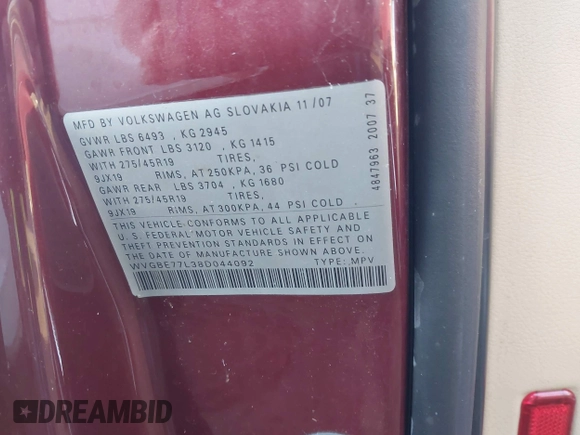 MFD BY VOLKSWAGEN AG SLOVAKIA 11/07
GVWR LBS 6493 , KG 2945
GAWR FRONT LBS 3120 , KG 1415
WITH 275/45R19 TIRES,
9JX19 RIMS, AT 250KPA, 36 PSI COLD
GAWR REAR LBS 3704 , KG 1680
WITH 275/45R19 TIRES,
9JX19 RIMS, AT 300KPA, 44 PSI COLD
THIS VEHICLE CONFORMS TO ALL APPLICABLE
U. S. FEDERAL MOTOR VEHICLE SAFETY AND
THEFT PREVENTION STANDARDS IN EFFECT ON
THE DATE OF MANUFACTURE SHOWN ABOVE.
WVGBE77L38D044092 TYPE:,MPV
4847963 2007 37
DREAMBID